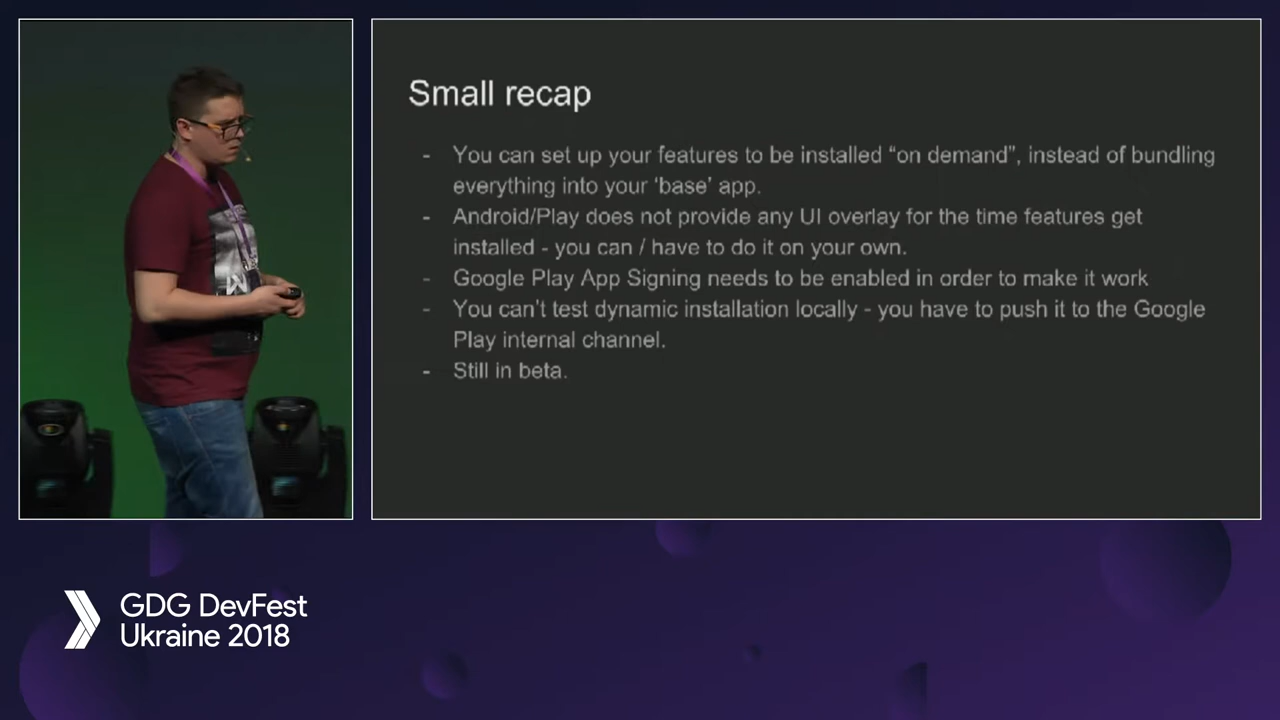 Small recap
- You can set up your features to be installed “on demand”, instead of bundling
everything into your ‘base’ app.
- Android/Play does not provide any UI overlay for the time features get
installed - you can / have to do it on your own.
- Google Play App Signing needs to be enabled in order to make it work
- You can’t test dynamic installation locally - you have to push it to the Google
Play internal channel.
- Still in beta.
GDG DevFest
Ukraine 2018